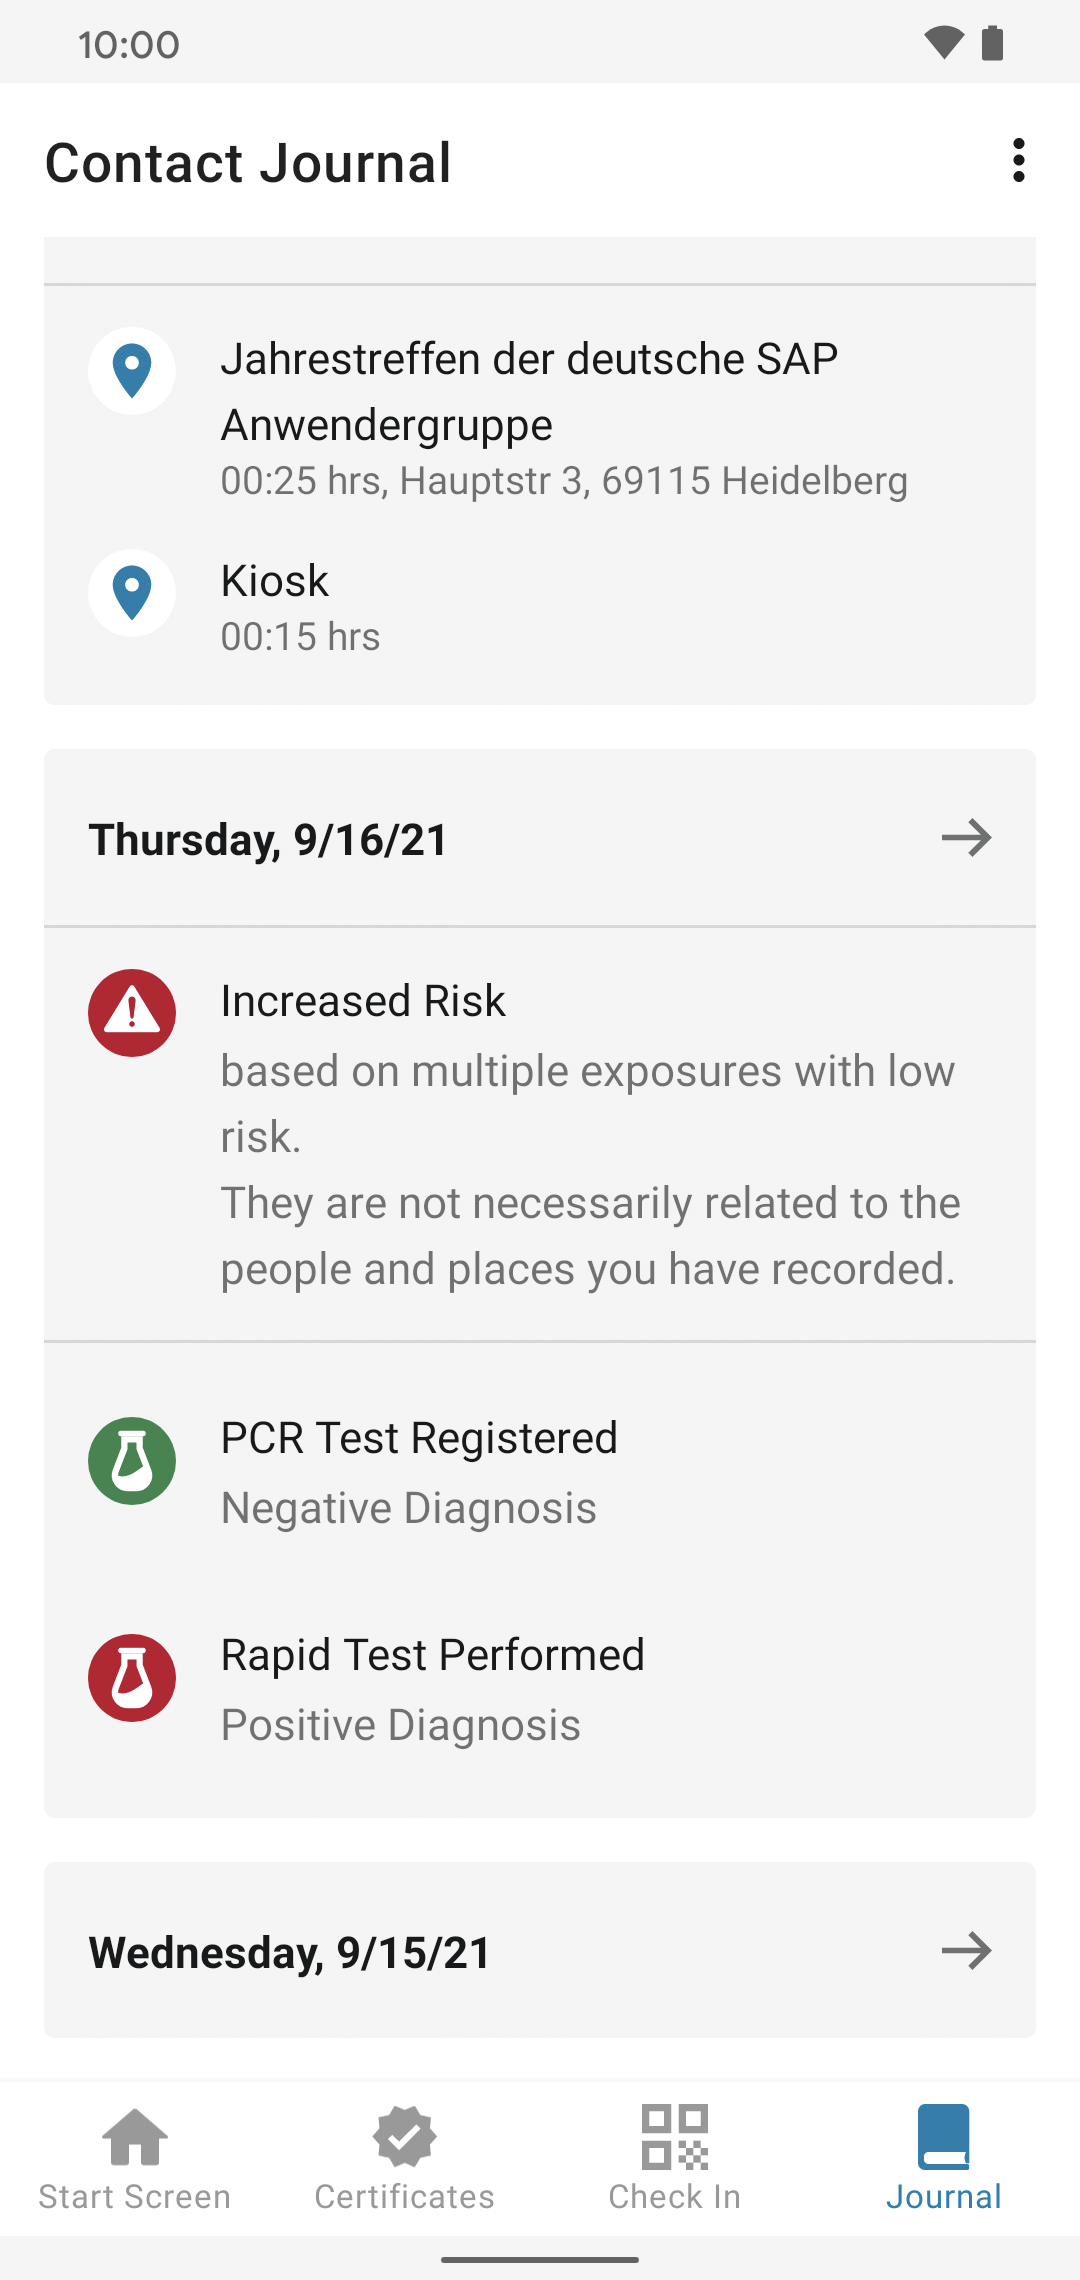 10:00
Contact Journal
Jahrestreffen der deutsche SAP
Anwendergruppe
00:25 hrs, Hauptstr 3, 69115 Heidelberg
Kiosk
00:15 hrs
Thursday, 9/16/21
Increased Risk
based on multiple exposures with low
risk.
They are not necessarily related to the
people and places you have recorded.
PCR Test Registered
Negative Diagnosis
Rapid Test Performed
Positive Diagnosis
Wednesday, 9/15/21
Start Screen
Certificates
Check In
Journal